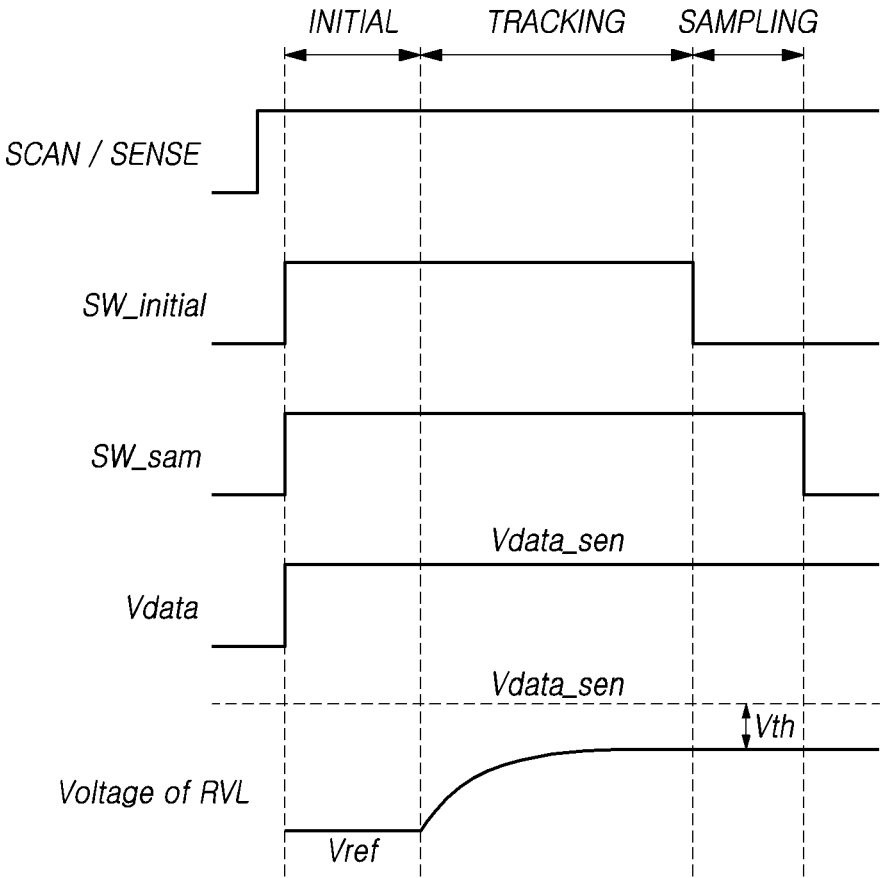 INITIAL TRACKING SAMPLING
SCAN / SENSE
SW_initial
SW_sam
Vdata_sen
Vdata
Vdata_sen
Vth
Voltage of RVL
Vref